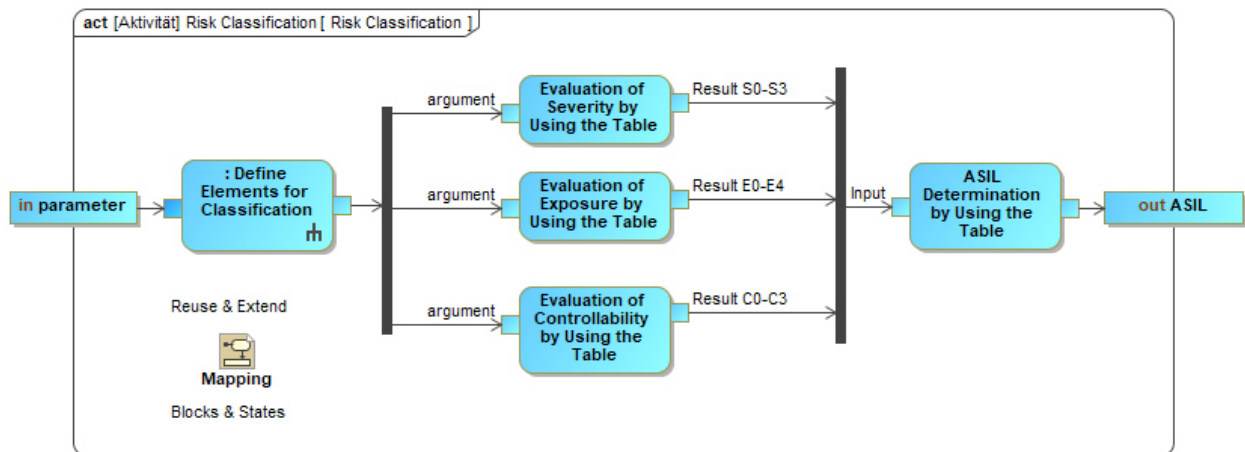 act [Aktivität] Risk Classification [ Risk Classification ]
in parameter
: Define
Elements for
Classification
argument
Evaluation of
Severity by
Using the Table
Result S0-S3
argument
Evaluation of
Exposure by
Using the Table
Result E0-E4
argument
Evaluation of
Controllability
by Using the
Table
Result C0-C3
Input
ASIL
Determination
by Using the
Table
out ASIL
Reuse & Extend
Mapping
Blocks & States